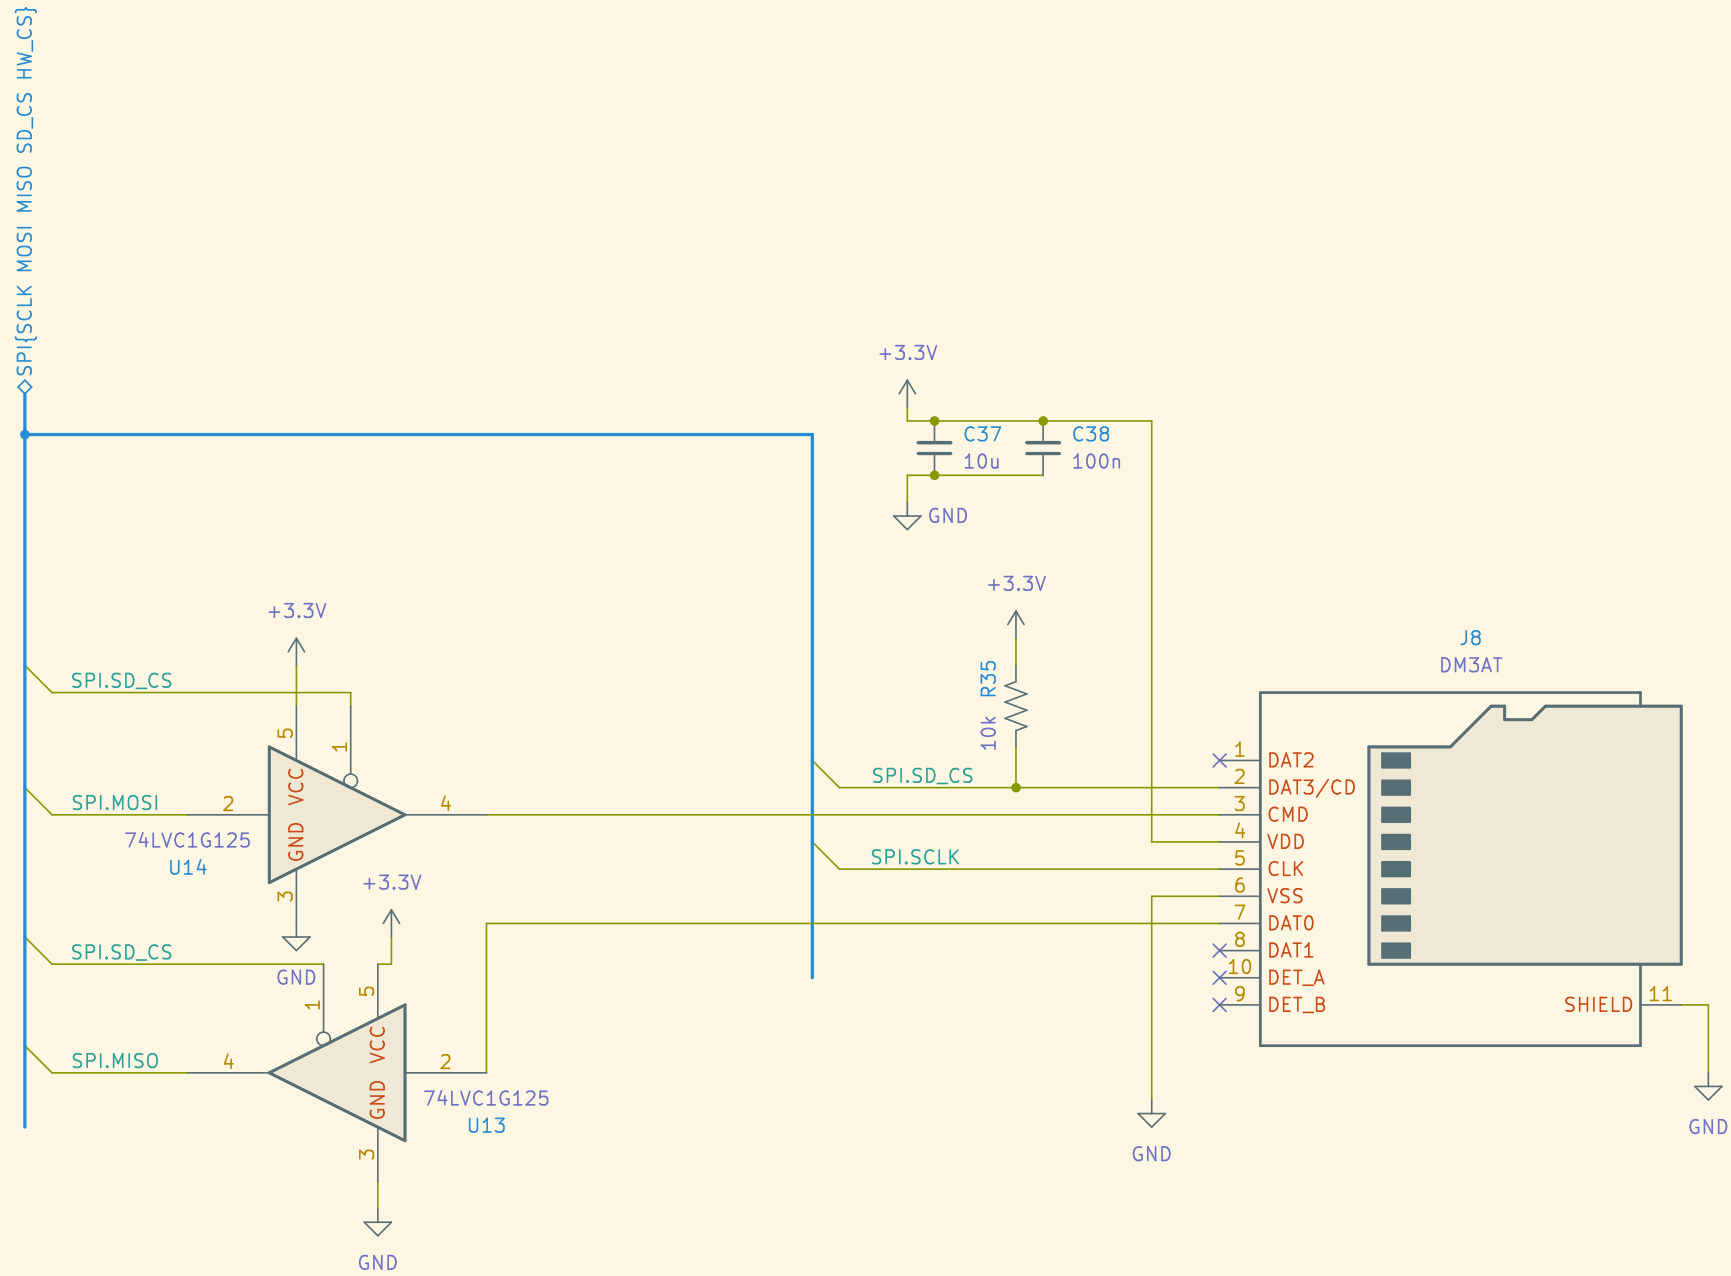 SPI{SCLK MOSI MISO SD_CS HW_CS}
+3.3V
C37
10u
C38
100n
GND
+3.3V
R35
10k
+3.3V
SPI.SD_CS
5
1
VCC
GND
SPI.MOSI
2
4
74LVC1G125
U14
3
GND
+3.3V
SPI.SD_CS
1
5
VCC
GND
SPI.MISO
4
2
74LVC1G125
U13
3
GND
SPI.SD_CS
SPI.SCLK
J8
DM3AT
1 DAT2
2 DAT3/CD
3 CMD
4 VDD
5 CLK
6 VSS
7 DAT0
8 DAT1
10 DET_A
9 DET_B
SHIELD 11
GND
GND